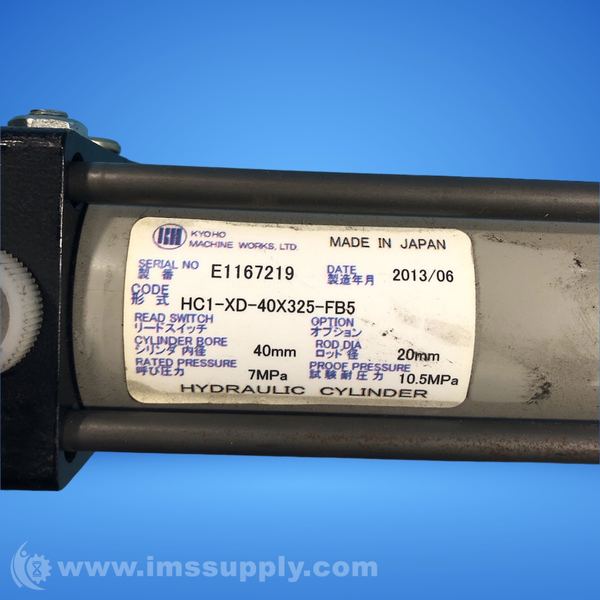 KYOHO
MACHINE WORKS, LTD
MADE IN JAPAN
SERIAL NO
製番 E1167219
DATE
製造年月 2013/06
CODE
形式 HC1-XD-40X325-FB5
READ SWITCH
リードスイッチ
OPTION
オプション
CYLINDER BORE
シリンダ内径 40mm
ROD DIA
ロッド径 20mm
RATED PRESSURE
呼び圧力 7MPa
PROOF PRESSURE
試験耐圧力 10.5MPa
HYDRAULIC CYLINDER
www.imssupply.com